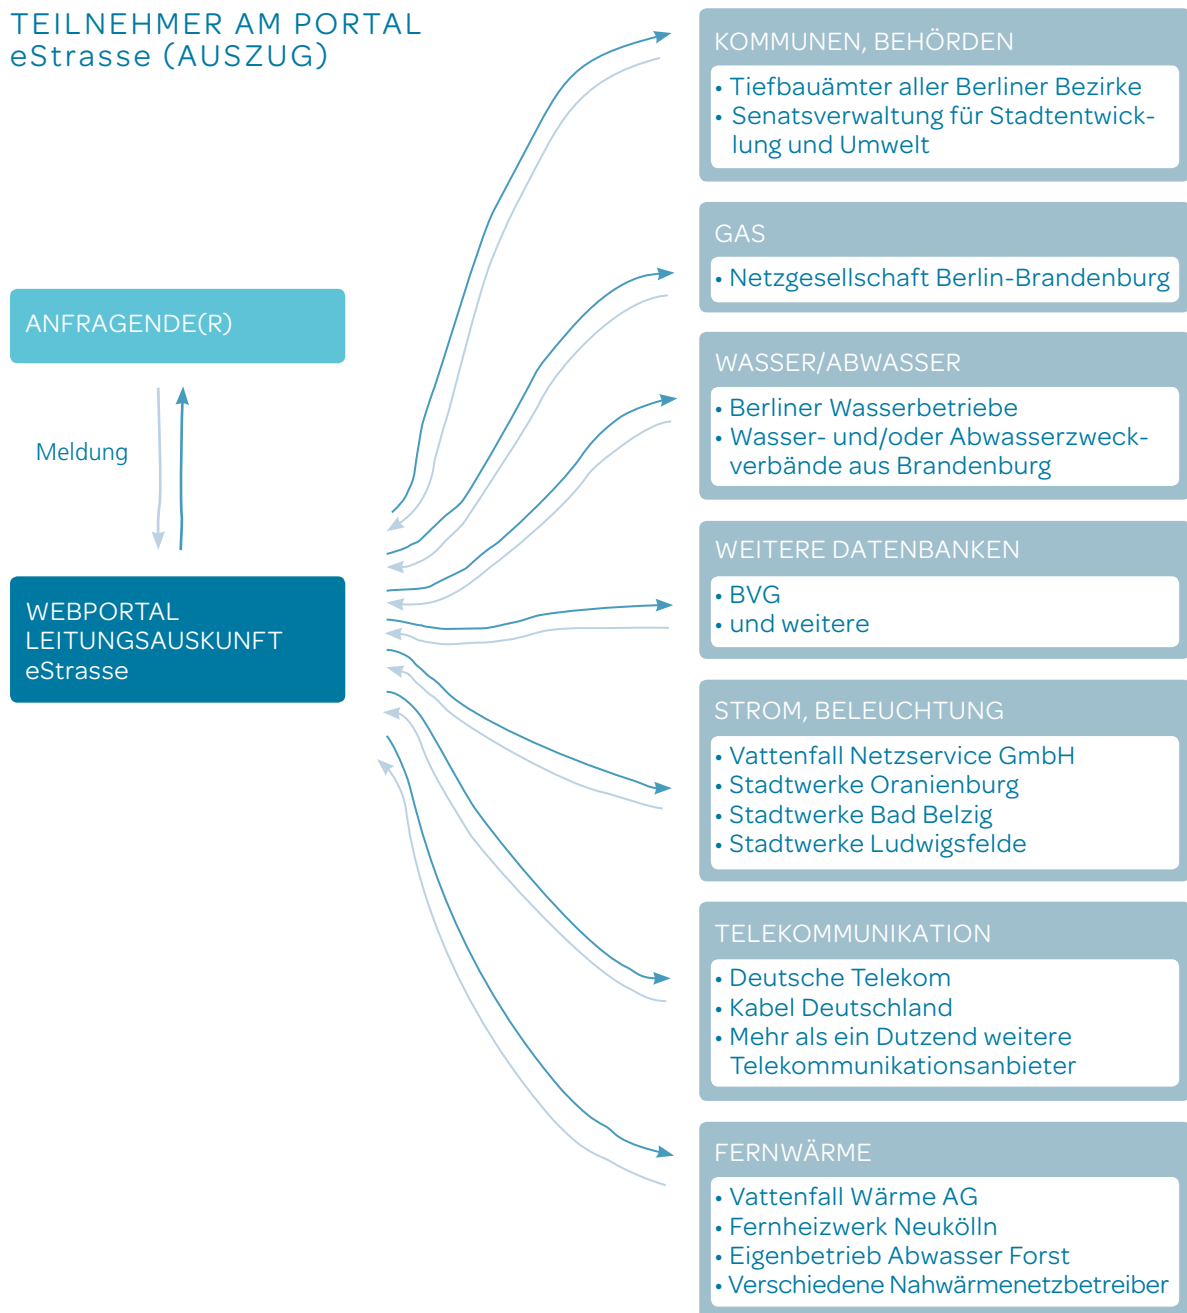 TEILNEHMER AM PORTAL
eStrasse (AUSZUG)
ANFRAGENDE(R)
Meldung
WEBPORTAL
LEITUNGSAUSKUNFT
eStrasse
KOMMUNEN, BEHÖRDEN
• Tiefbauämter aller Berliner Bezirke
• Senatsverwaltung für Stadtentwick-
lung und Umwelt
GAS
• Netzgesellschaft Berlin-Brandenburg
WASSER/ABWASSER
• Berliner Wasserbetriebe
• Wasser- und/oder Abwasserzweck-
verbände aus Brandenburg
WEITERE DATENBANKEN
• BVG
• und weitere
STROM, BELEUCHTUNG
• Vattenfall Netzservice GmbH
• Stadtwerke Oranienburg
• Stadtwerke Bad Belzig
• Stadtwerke Ludwigsfelde
TELEKOMMUNIKATION
• Deutsche Telekom
• Kabel Deutschland
• Mehr als ein Dutzend weitere
Telekommunikationsanbieter
FERNWÄRME
• Vattenfall Wärme AG
• Fernheizwerk Neukölln
• Eigenbetrieb Abwasser Forst
• Verschiedene Nahwärmenetzbetreiber